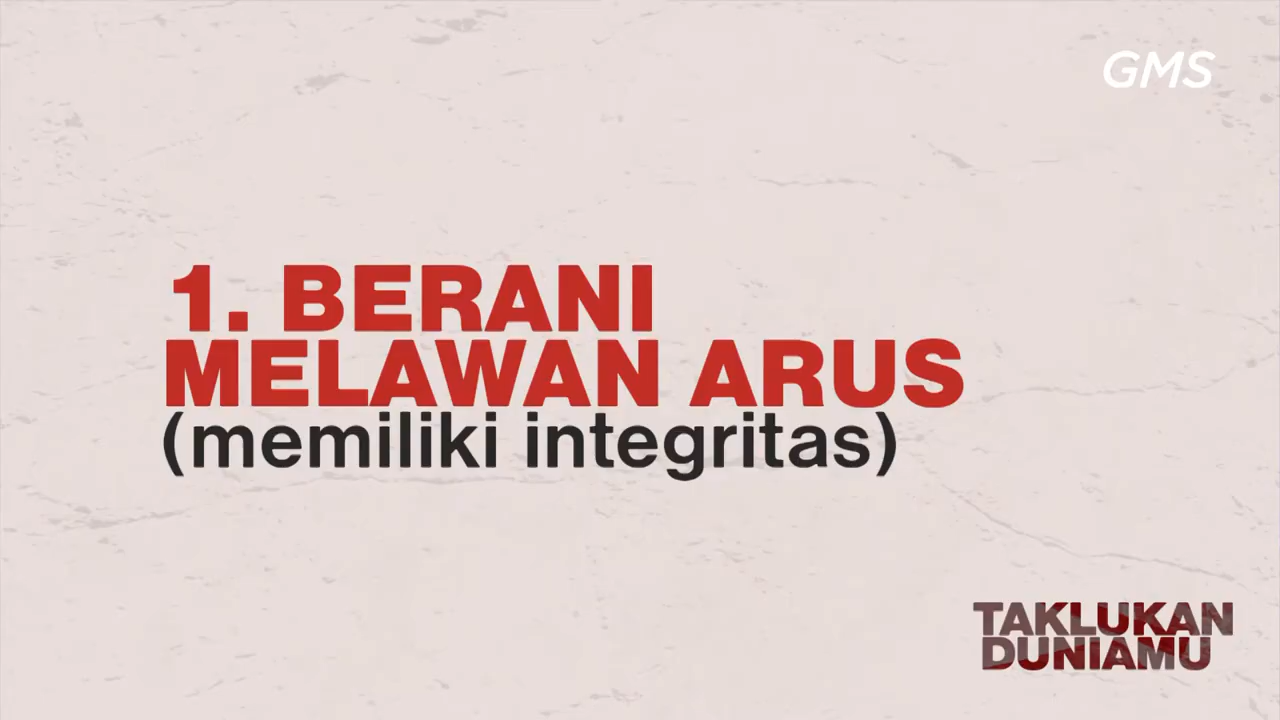 GMS
1. BERANI
MELAWAN ARUS
(memiliki integritas)
TAKLUKAN
DUNIAMU